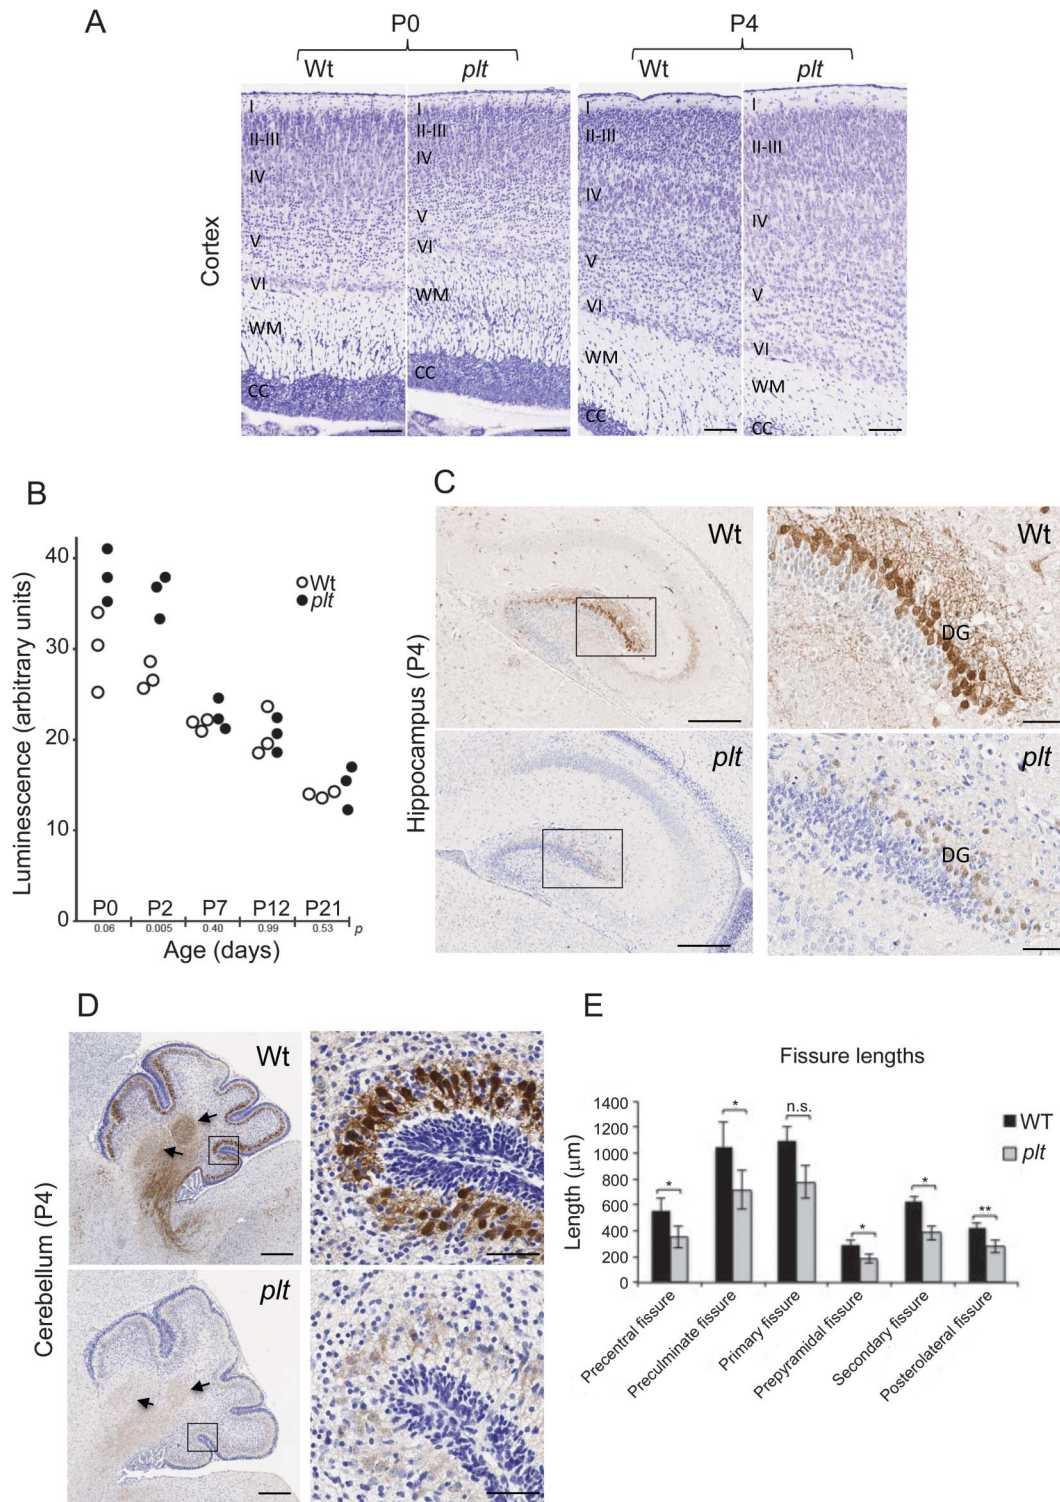 A
P0
P4
Wt
plt
Wt
plt
Cortex
I
II-III
IV
V
VI
WM
CC
I
II-III
IV
V
VI
WM
CC
I
II-III
IV
V
VI
WM
CC
I
II-III
IV
V
VI
WM
CC
B
Luminescence (arbitrary units)
40
30
20
10
0
Wt
plt
P0 P2 P7 P12 P21
0.06 0.005 0.40 0.99 0.53 p
Age (days)
C
Hippocampus (P4)
Wt
Wt
DG
plt
plt
DG
D
Cerebellum (P4)
Wt
plt
E
Fissure lengths
Length (μm)
1400
1200
1000
800
600
400
200
0
* * n.s. * * **
WT
plt
Precentral fissure
Preculminate fissure
Primary fissure
Prepyramidal fissure
Secondary fissure
Posterolateral fissure